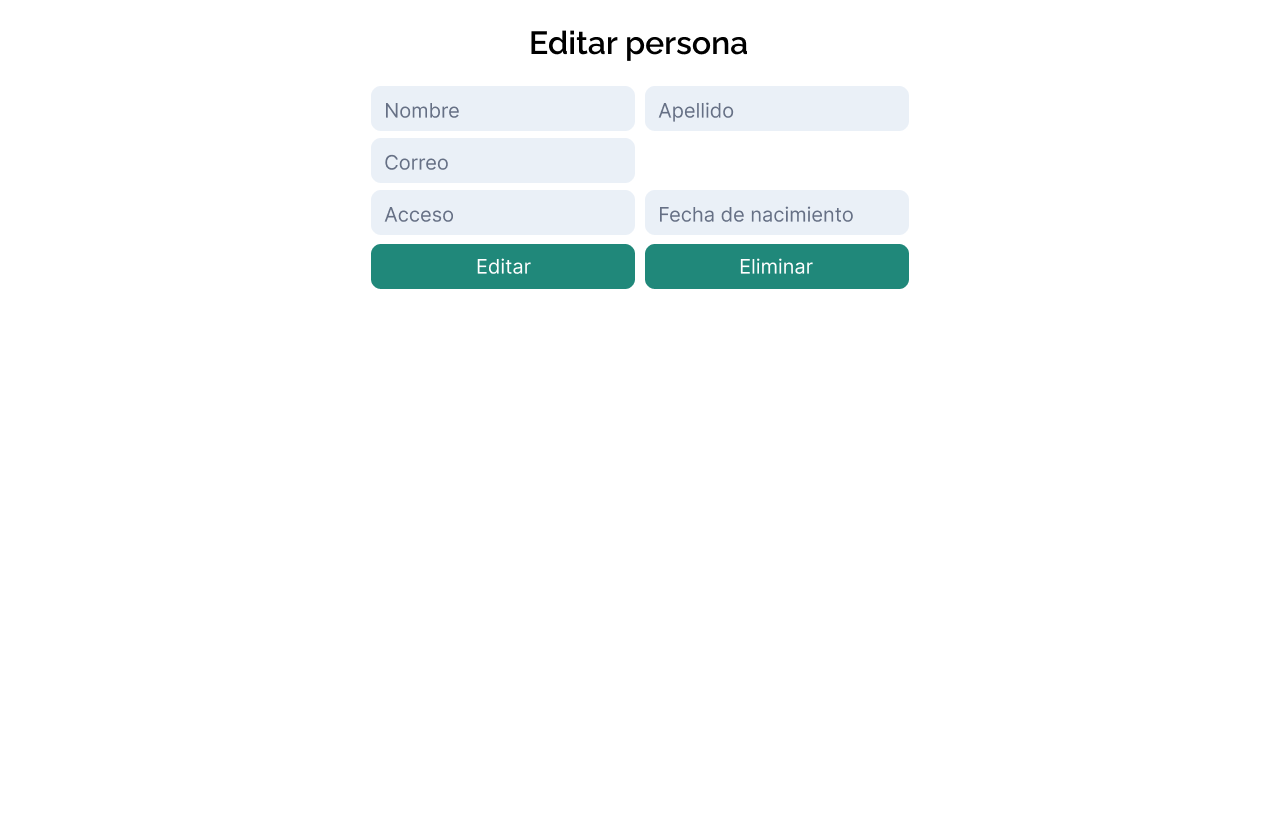 Editar persona
Nombre
Apellido
Correo
Acceso
Fecha de nacimiento
Editar
Eliminar